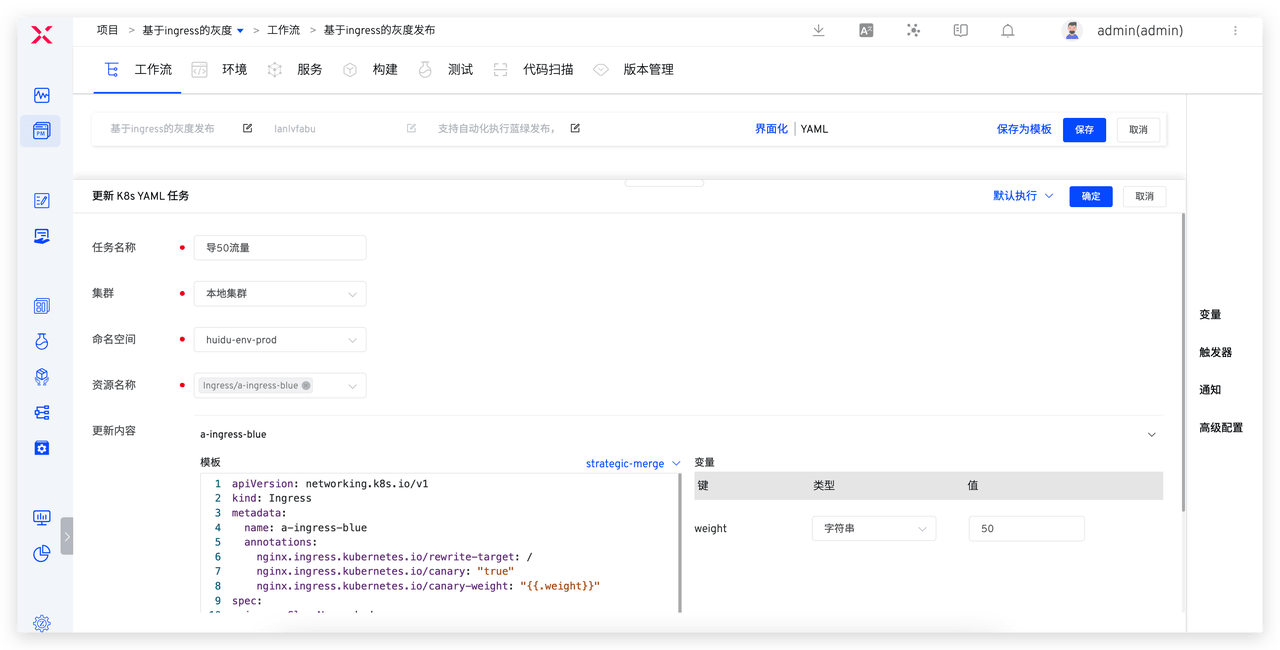 项目 > 基于ingress的灰度 > 工作流 > 基于ingress的灰度发布
admin(admin)
工作流 环境 服务 构建 测试 代码扫描 版本管理
基于ingress的灰度发布 lanlvfabu 支持自动化执行蓝绿发布, 界面化 | YAML 保存为模板 保存 取消
更新 K8s YAML 任务 默认执行 确定 取消
任务名称 导50流量
集群 本地集群
命名空间 huidu-env-prod
资源名称 Ingress/a-ingress-blue
更新内容 a-ingress-blue
模板 strategic-merge
1 apiVersion: networking.k8s.io/v1
2 kind: Ingress
3 metadata:
4 name: a-ingress-blue
5 annotations:
6 nginx.ingress.kubernetes.io/rewrite-target: /
7 nginx.ingress.kubernetes.io/canary: "true"
8 nginx.ingress.kubernetes.io/canary-weight: "{{.weight}}"
9 spec:
变量
键 类型 值
weight 字符串 50
变量
触发器
通知
高级配置